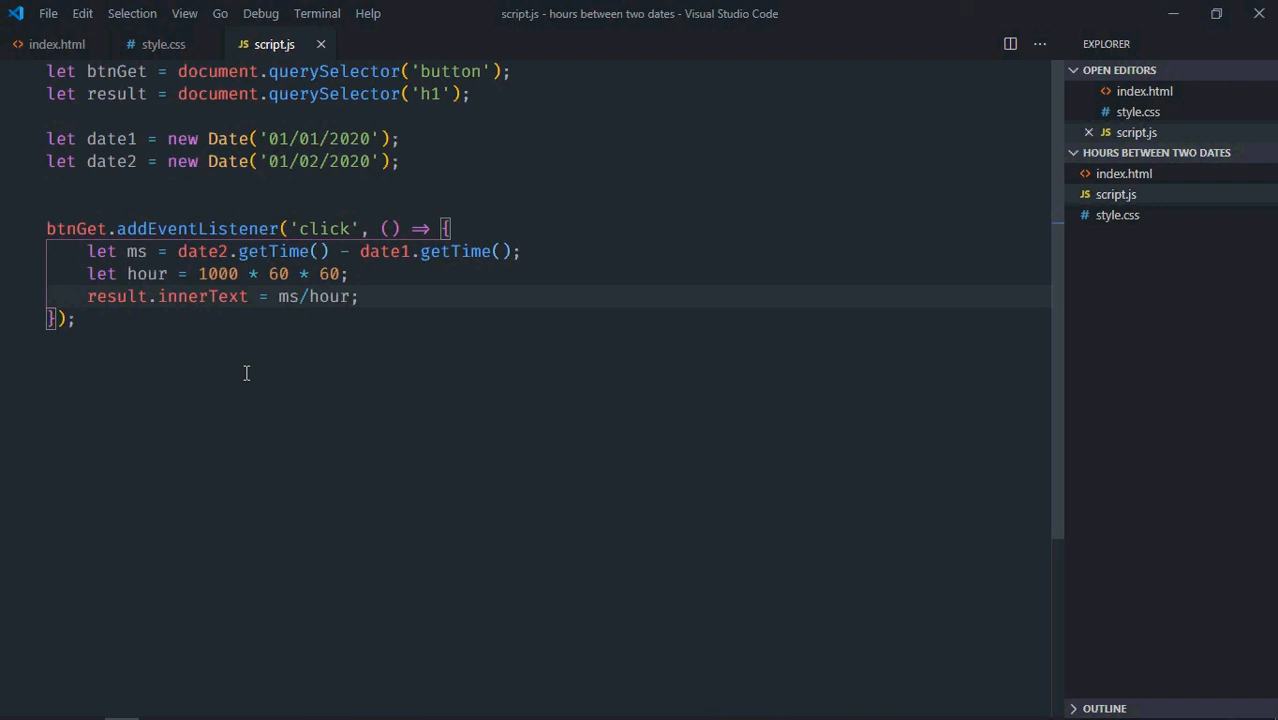 File Edit Selection View Go Debug Terminal Help
script.js - hours between two dates - Visual Studio Code
index.html
style.css
script.js
let btnGet = document.querySelector('button');
let result = document.querySelector('h1');
let date1 = new Date('01/01/2020');
let date2 = new Date('01/02/2020');
btnGet.addEventListener('click', () => {
let ms = date2.getTime() - date1.getTime();
let hour = 1000 * 60 * 60;
result.innerText = ms/hour;
});
EXPLORER
OPEN EDITORS
index.html
style.css
script.js
HOURS BETWEEN TWO DATES
index.html
script.js
style.css
OUTLINE